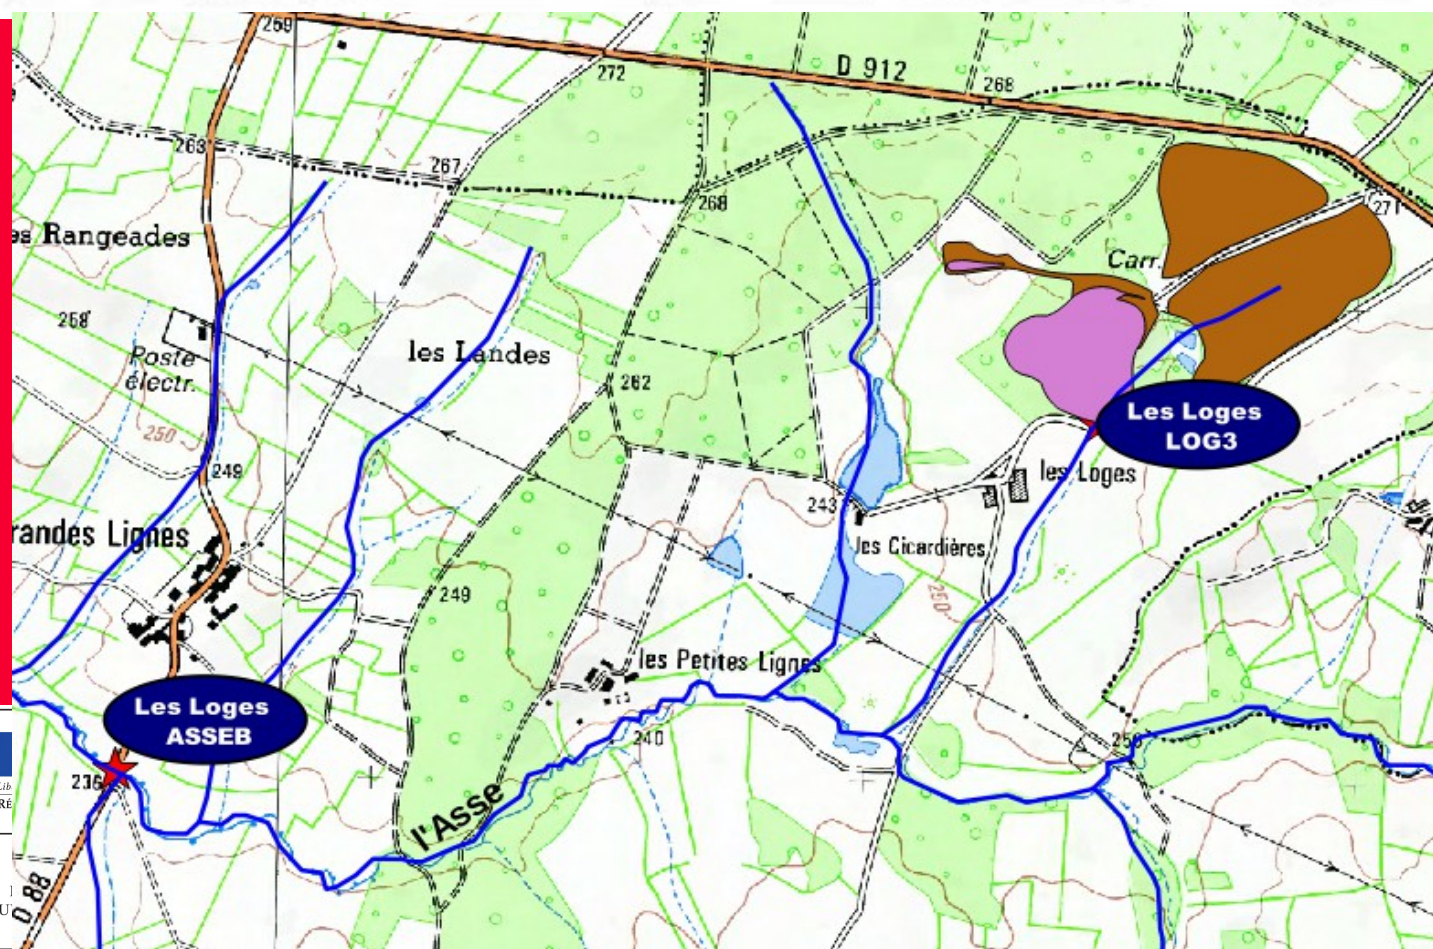 259
272
D 912
268
263
267
268
271
es Rangeades
Carr.
258
Poste
électr.
les Landes
262
250
249
Les Loges
LOG3
les Loges
243
randes Lignes
les Cicardières
249
250
les Petites Lignes
Les Loges
ASSEB
240
236
l'Asse
D 88